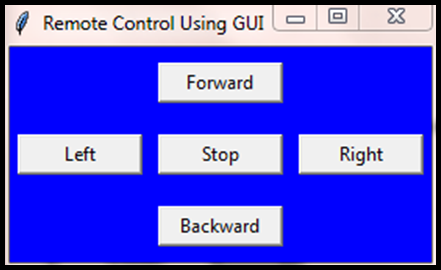 Remote Control Using GUI
Forward
Left Stop Right
Backward